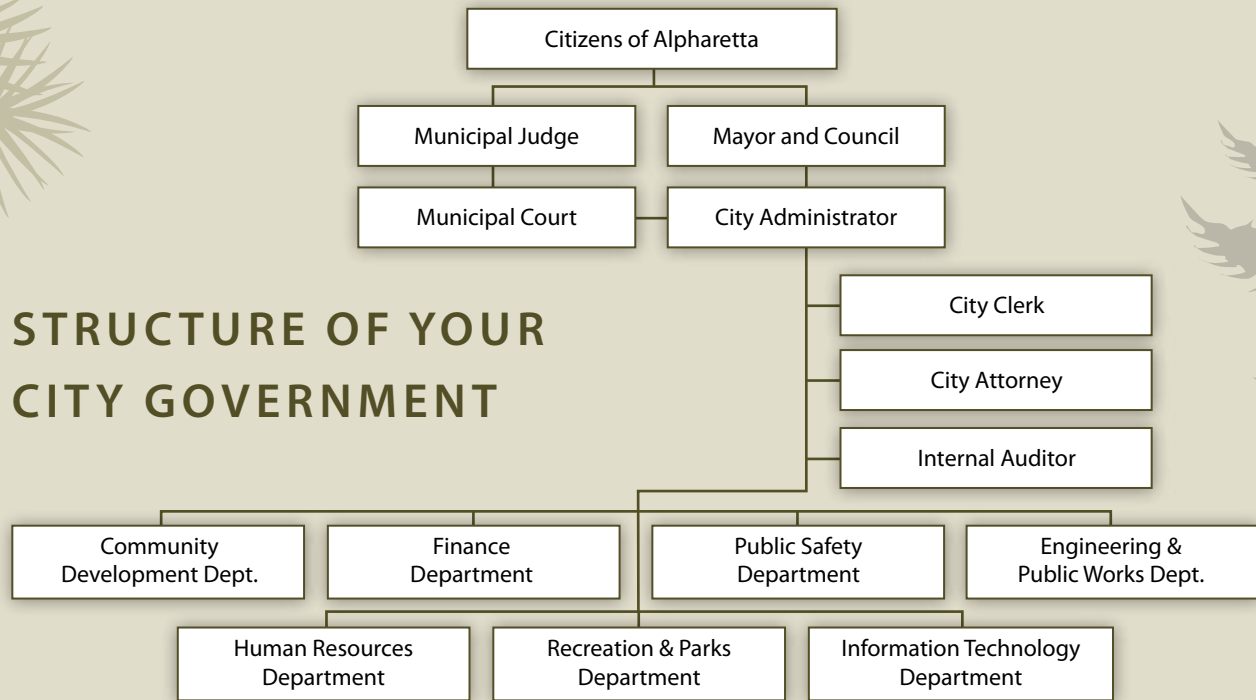 Citizens of Alpharetta
Municipal Judge
Mayor and Council
Municipal Court
City Administrator
City Clerk
STRUCTURE OF YOUR
CITY GOVERNMENT
City Attorney
Internal Auditor
Community
Development Dept.
Finance
Department
Public Safety
Department
Engineering &
Public Works Dept.
Human Resources
Department
Recreation & Parks
Department
Information Technology
Department